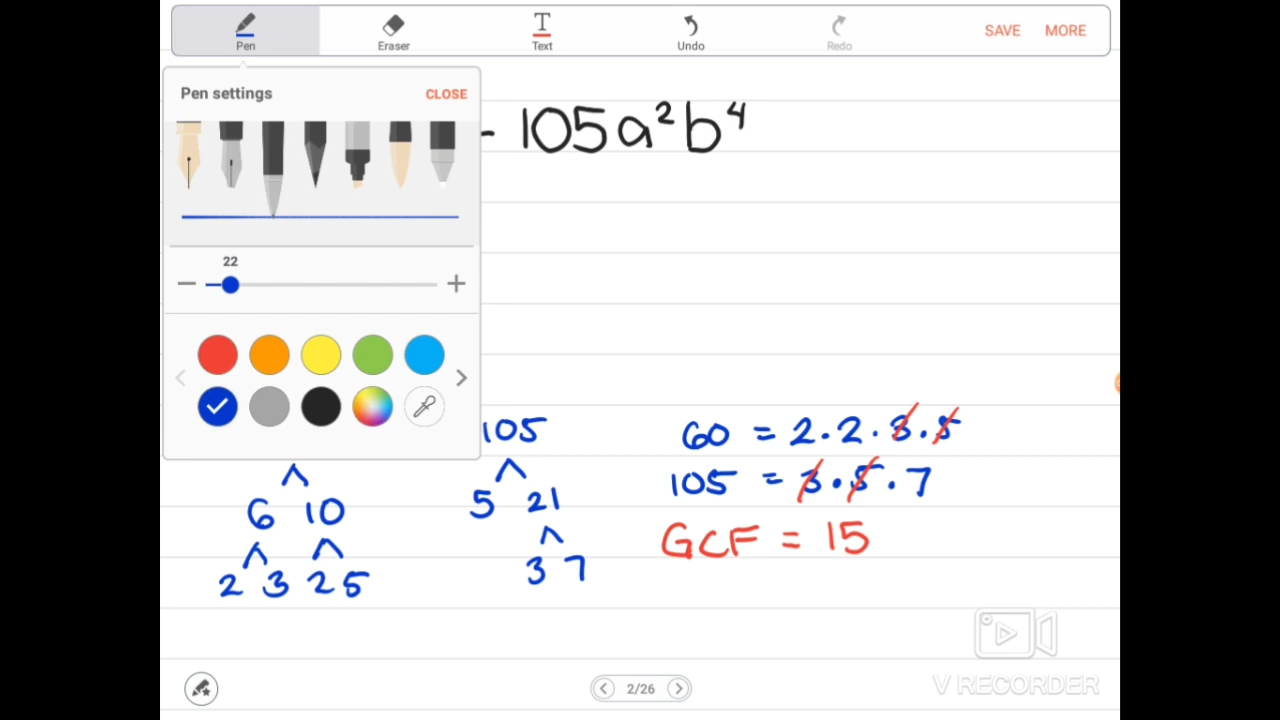 Pen Eraser Text Undo Redo SAVE MORE
Pen settings CLOSE
- 105a²b⁴
22
105
60 = 2.2.3.5
105 = 3.5.7
6 10
5 21
GCF = 15
2 3 2 5
3 7
2/26
V RECORDER